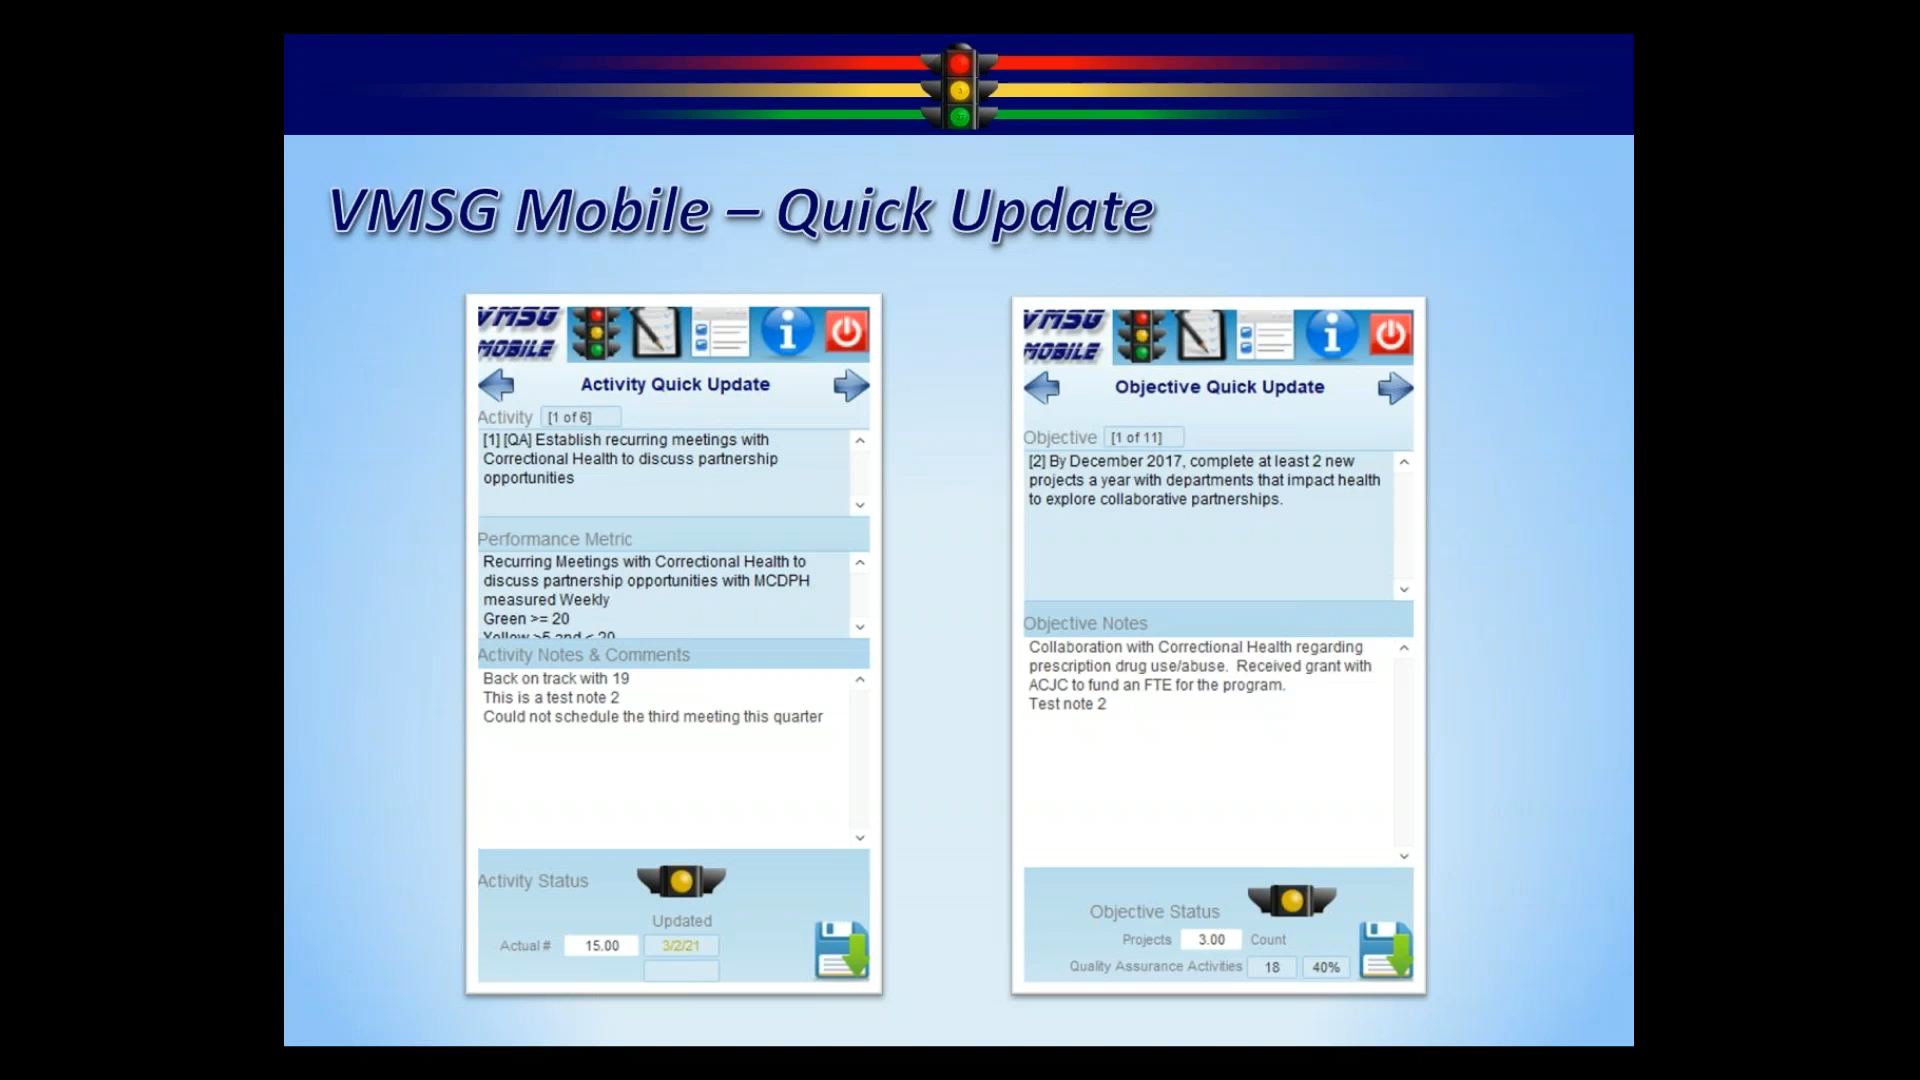 VMSG Mobile – Quick Update
VMSG
MOBILE
Activity Quick Update
Activity [1 of 6]
[1] [QA] Establish recurring meetings with
Correctional Health to discuss partnership
opportunities
Performance Metric
Recurring Meetings with Correctional Health to
discuss partnership opportunities with MCDPH
measured Weekly
Green >= 20
Yellow >5 and < 20
Activity Notes & Comments
Back on track with 19
This is a test note 2
Could not schedule the third meeting this quarter
Activity Status
Updated
Actual # 15.00 3/2/21
VMSG
MOBILE
Objective Quick Update
Objective [1 of 11]
[2] By December 2017, complete at least 2 new
projects a year with departments that impact health
to explore collaborative partnerships.
Objective Notes
Collaboration with Correctional Health regarding
prescription drug use/abuse. Received grant with
ACJC to fund an FTE for the program.
Test note 2
Objective Status
Projects 3.00 Count
Quality Assurance Activities 18 40%